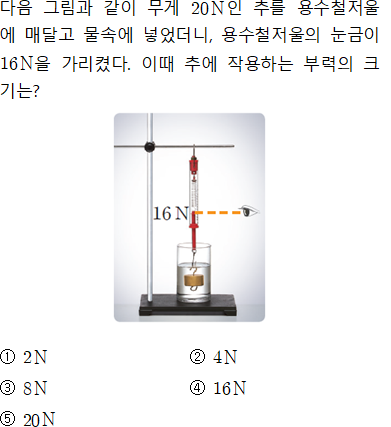 다음 그림과 같이 무게 20N인 추를 용수철저울
에 매달고 물속에 넣었더니, 용수철저울의 눈금이
16N을 가리켰다. 이때 추에 작용하는 부력의 크
기는?
16N
① 2N ② 4N
③ 8N ④ 16N
⑤ 20N